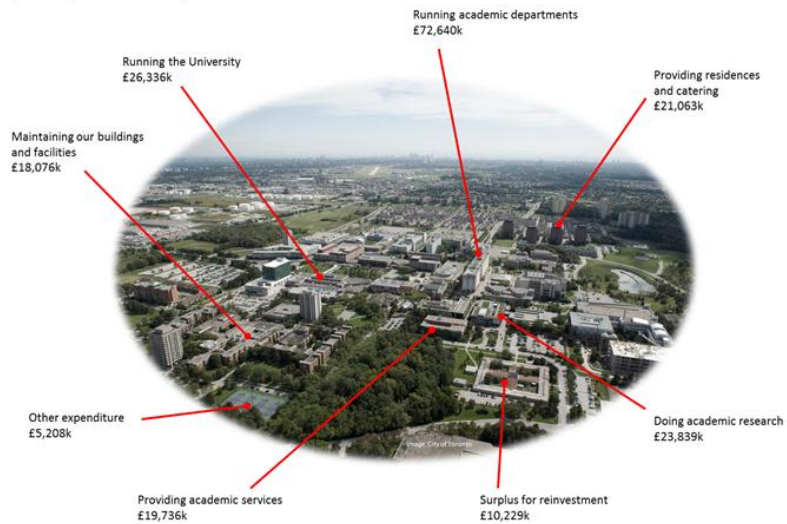 Running academic departments
£72,640k
Running the University
£26,336k
Providing residences
and catering
£21,063k
Maintaining our buildings
and facilities
£18,076k
Other expenditure
£5,208k
Doing academic research
£23,839k
Image: City of Toronto
Providing academic services
£19,736k
Surplus for reinvestment
£10,229k